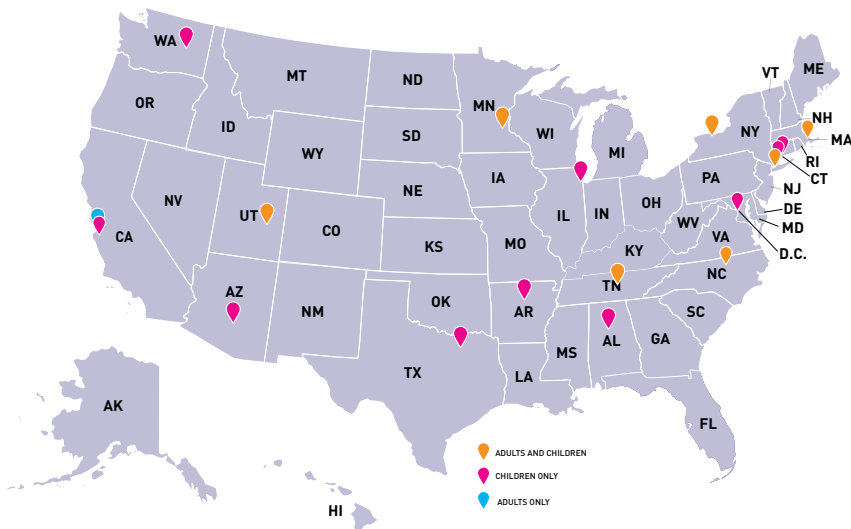 WA
MT
ND
MN
VT
ME
OR
ID
SD
WI
MI
NY
NH
MA
WY
RI
CT
NV
UT
NE
IA
PA
NJ
CA
CO
IL
IN
OH
WV
DE
MD
KS
MO
KY
VA
D.C.
AZ
NM
OK
AR
TN
NC
SC
TX
LA
MS
AL
GA
AK
FL
HI
ADULTS AND CHILDREN
CHILDREN ONLY
ADULTS ONLY